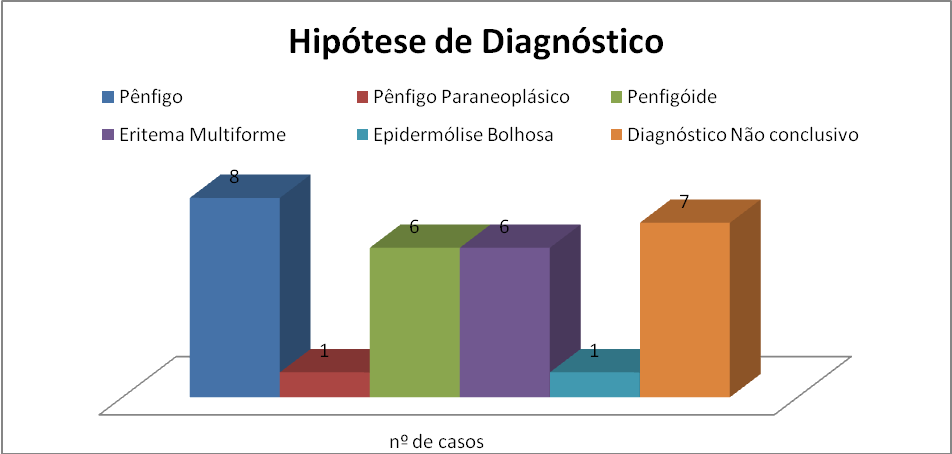 Hipótese de Diagnóstico
Pênfigo
Pênfigo Paraneoplásico
Penfigóide
Eritema Multiforme
Epidermólise Bolhosa
Diagnóstico Não conclusivo
8
1
6
6
1
7
nº de casos